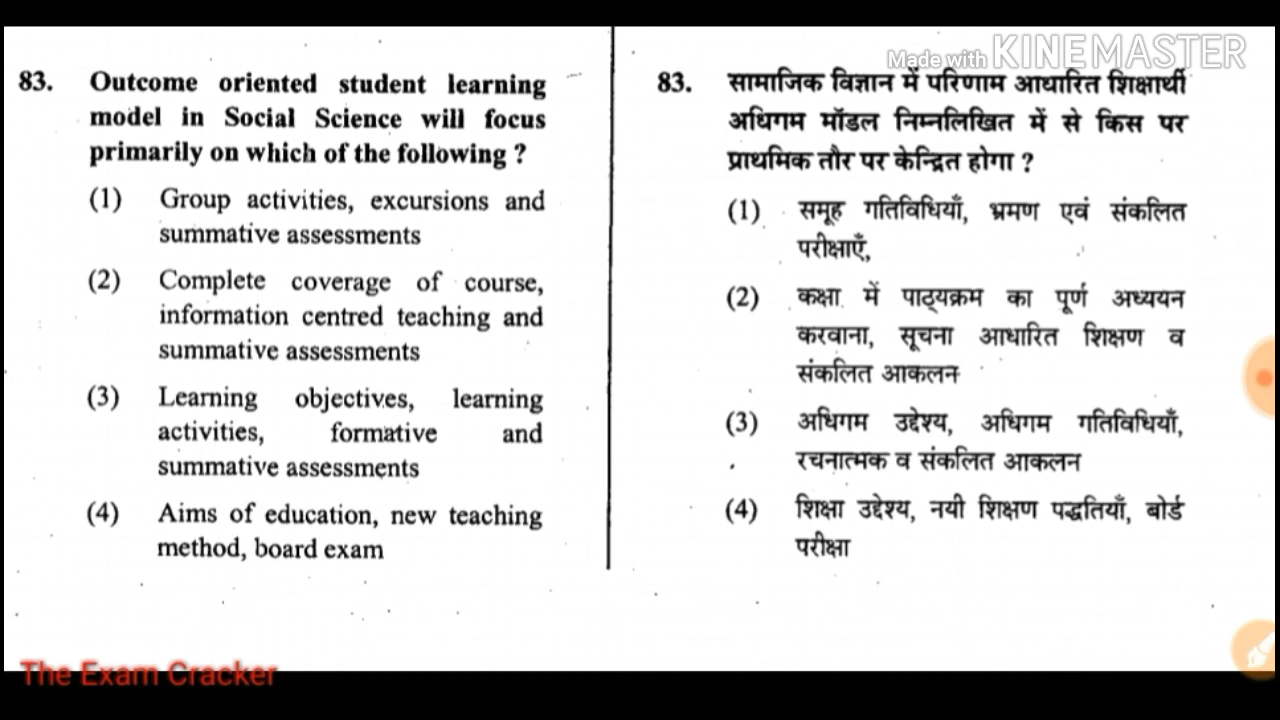 Made with KINEMASTER
83. Outcome oriented student learning
model in Social Science will focus
primarily on which of the following ?
(1) Group activities, excursions and
summative assessments
(2) Complete coverage of course,
information centred teaching and
summative assessments
(3) Learning objectives, learning
activities, formative and
summative assessments
(4) Aims of education, new teaching
method, board exam
83. सामाजिक विज्ञान में परिणाम आधारित शिक्षार्थी
अधिगम मॉडल निम्नलिखित में से किस पर
प्राथमिक तौर पर केन्द्रित होगा ?
(1) समूह गतिविधियाँ, भ्रमण एवं संकलित
परीक्षाएँ,
(2) कक्षा में पाठ्यक्रम का पूर्ण अध्ययन
करवाना, सूचना आधारित शिक्षण व
संकलित आकलन
(3) अधिगम उद्देश्य, अधिगम गतिविधियाँ,
रचनात्मक व संकलित आकलन
(4) शिक्षा उद्देश्य, नयी शिक्षण पद्धतियाँ, बोर्ड
परीक्षा
The Exam Cracker